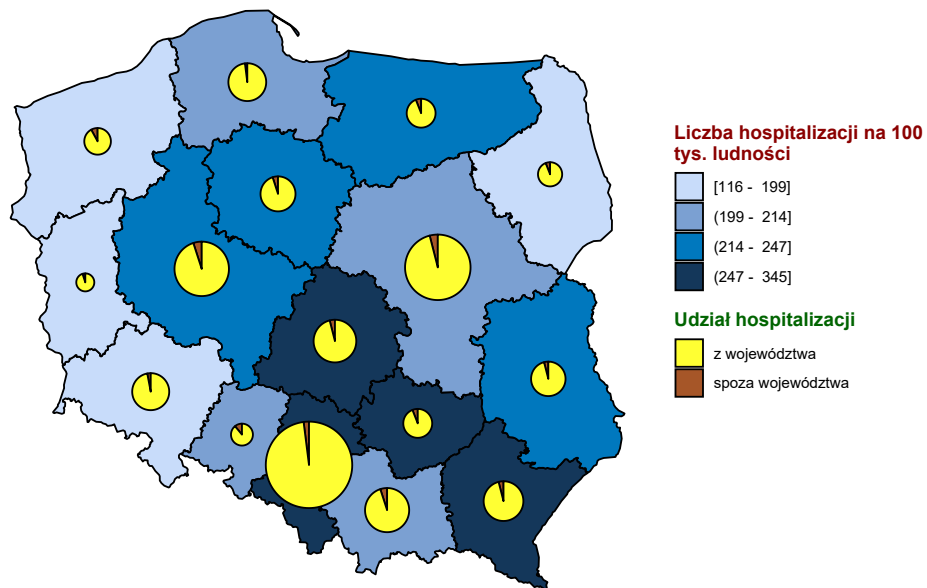 Liczba hospitalizacji na 100
tys. ludności
[116 - 199]
(199 - 214]
(214 - 247]
(247 - 345]
Udział hospitalizacji
z województwa
spoza województwa